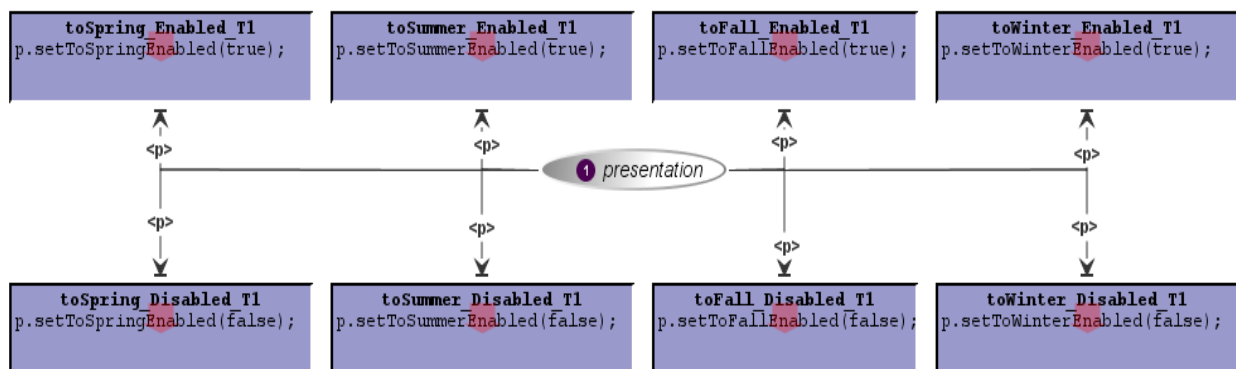 toSpring_Enabled_T1
p.setToSpringEnabled(true);
toSummer_Enabled_T1
p.setToSummerEnabled(true);
toFall_Enabled_T1
p.setToFallEnabled(true);
toWinter_Enabled_T1
p.setToWinterEnabled(true);
<p>
<p>
<p>
<p>
1 presentation
<p>
<p>
<p>
<p>
toSpring_Disabled_T1
p.setToSpringEnabled(false);
toSummer_Disabled_T1
p.setToSummerEnabled(false);
toFall_Disabled_T1
p.setToFallEnabled(false);
toWinter_Disabled_T1
p.setToWinterEnabled(false);